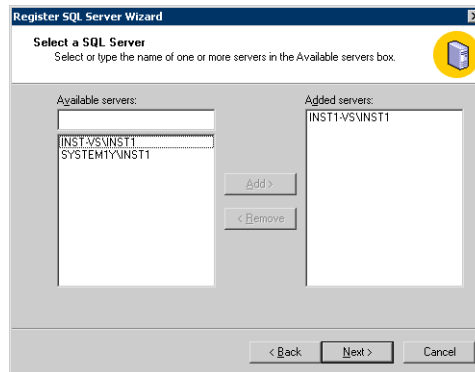 Register SQL Server Wizard
Select a SQL Server
Select or type the name of one or more servers in the Available servers box.
Available servers:
INST-VS\INST1
SYSTEM1Y\INST1
Add >
< Remove
Added servers:
INST1-VS\INST1
< Back
Next >
Cancel